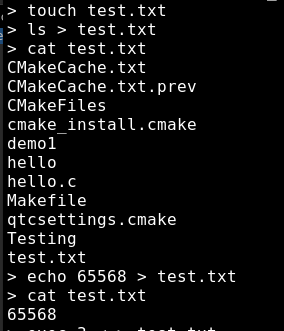 > touch test.txt
> ls > test.txt
> cat test.txt
CMakeCache.txt
CMakeCache.txt.prev
CMakeFiles
cmake_install.cmake
demo1
hello
hello.c
Makefile
qtcsettings.cmake
Testing
test.txt
> echo 65568 > test.txt
> cat test.txt
65568